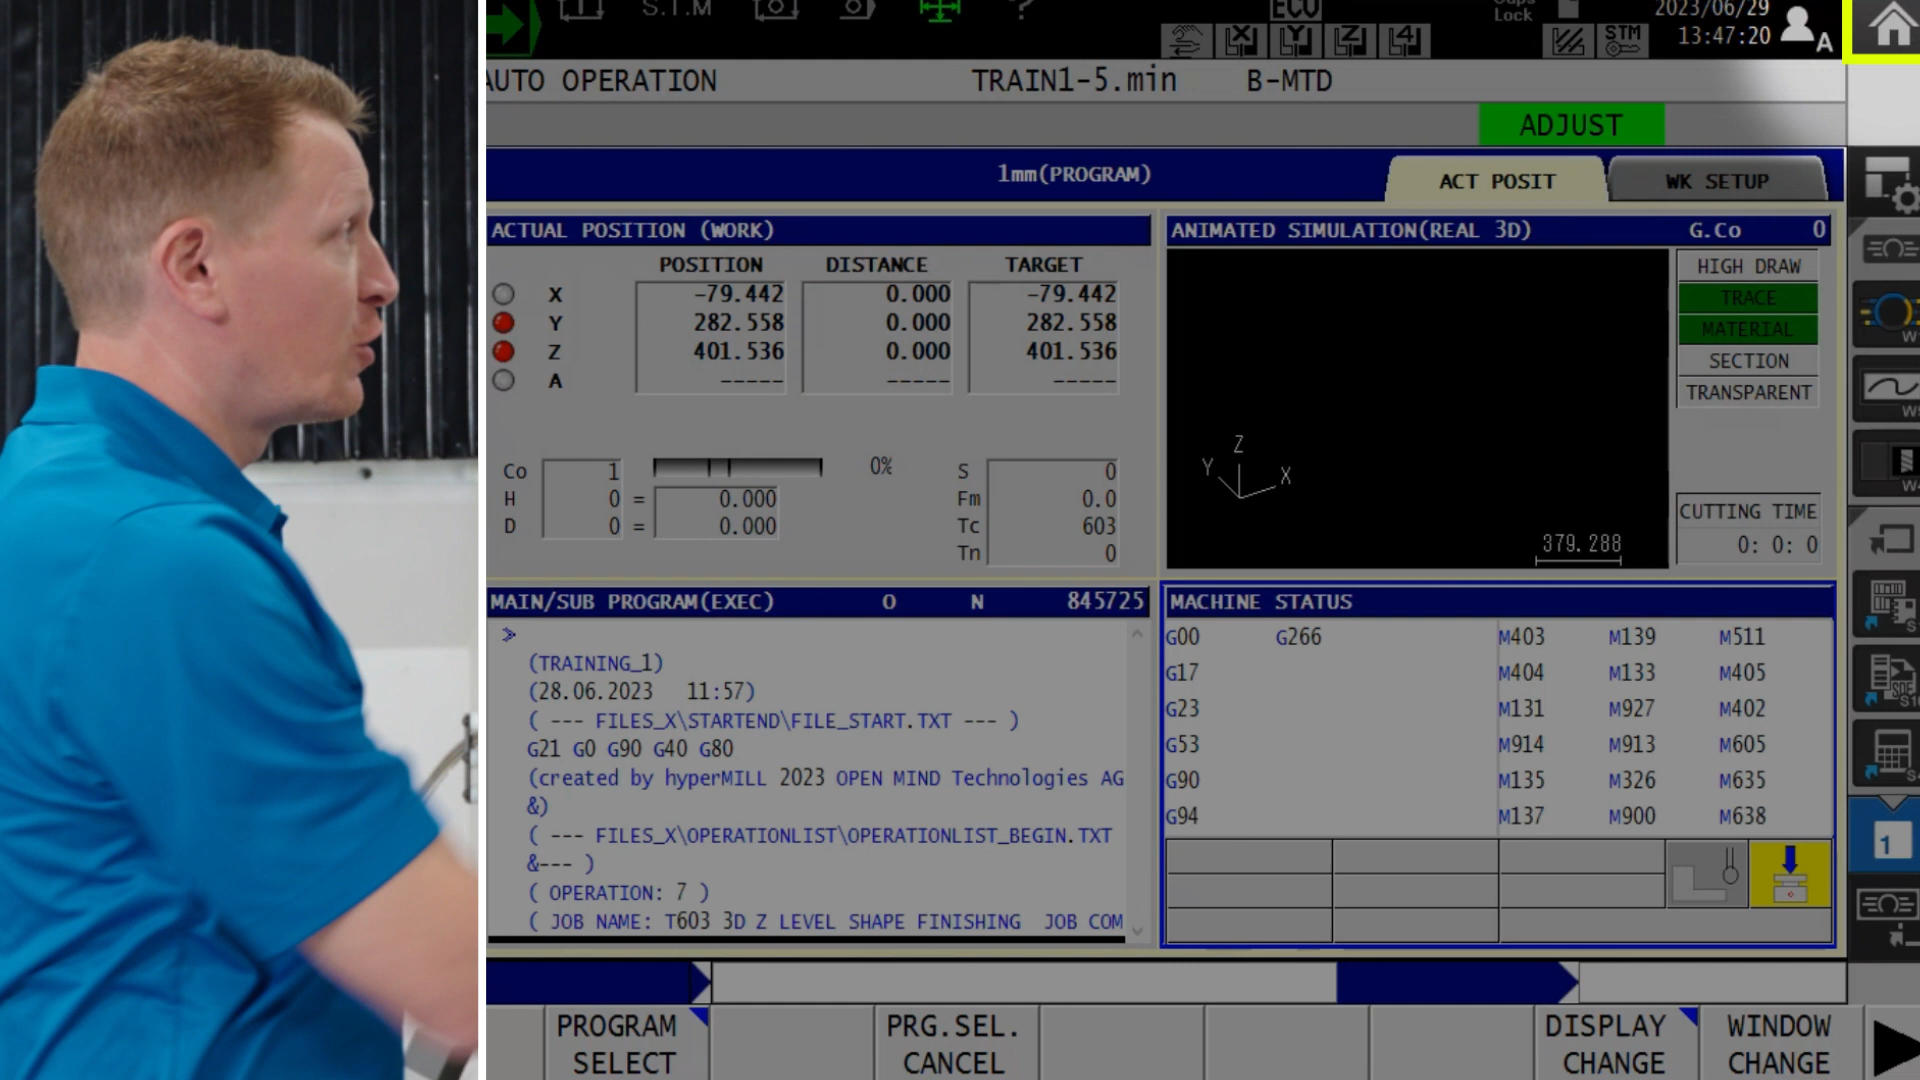 S.T.M ?
ECO Lock
2023/06/29
13:47:20 A
X Y Z 4 STM
AUTO OPERATION TRAIN1-5.min B-MTD
ADJUST
1mm(PROGRAM) ACT POSIT WK SETUP
ACTUAL POSITION (WORK)
POSITION DISTANCE TARGET
X -79.442 0.000 -79.442
Y 282.558 0.000 282.558
Z 401.536 0.000 401.536
A ----- ----- -----
Co 1 0% S 0
H 0 = 0.000 Fm 0.0
D 0 = 0.000 Tc 603
Tn 0
ANIMATED SIMULATION(REAL 3D) G.Co 0
HIGH DRAW
TRACE
MATERIAL
SECTION
TRANSPARENT
Z
Y X
379.288
CUTTING TIME
0: 0: 0
MAIN/SUB PROGRAM(EXEC) O N 845725
>
(TRAINING_1)
(28.06.2023 11:57)
( --- FILES_X\STARTEND\FILE_START.TXT --- )
G21 G0 G90 G40 G80
(created by hyperMILL 2023 OPEN MIND Technologies AG
&)
( --- FILES_X\OPERATIONLIST\OPERATIONLIST_BEGIN.TXT
&--- )
( OPERATION: 7 )
( JOB NAME: T603 3D Z LEVEL SHAPE FINISHING JOB COM
MACHINE STATUS
G00 G266 M403 M139 M511
G17 M404 M133 M405
G23 M131 M927 M402
G53 M914 M913 M605
G90 M135 M326 M635
G94 M137 M900 M638
1
PROGRAM
SELECT
PRG.SEL.
CANCEL
DISPLAY
CHANGE
WINDOW
CHANGE